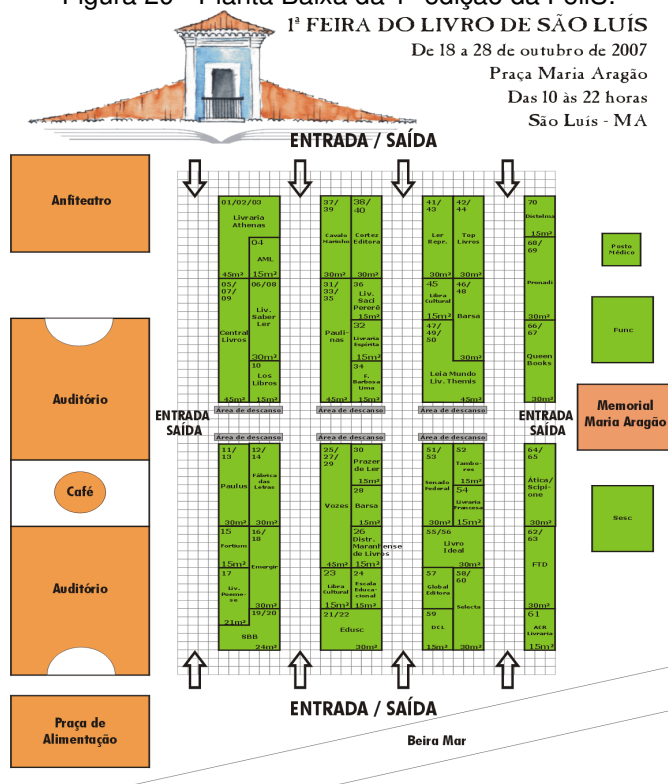 Figura 20 - Planta Baixa da 1ª edição da FeliS.
1ª FEIRA DO LIVRO DE SÃO LUÍS
De 18 a 28 de outubro de 2007
Praça Maria Aragão
Das 10 às 22 horas
São Luís - MA
ENTRADA / SAÍDA
Anfiteatro
Auditório
Café
Auditório
Praça de
Alimentação
01/02/03
Livraria
Athenas
45m²
04
AML
15m²
05/
07/
09
Central
Livros
45m²
06/08
Liv.
Saber
Ler
30m²
10
Los
Libros
15m²
37/
39
Cavalo
Marinho
30m²
38/
40
Cortez
Editora
30m²
31/
33/
35
Pauli-
nas
45m²
36
Liv.
Saci
Pererê
15m²
32
Livraria
Espírita
15m²
34
F.
Barbosa
Lima
15m²
41/
43
Ler
Repr.
30m²
42/
44
Top
Livros
30m²
45
Libra
Cultural
15m²
46/
48
Barsa
30m²
47/
49/
50
Leia Mundo
Liv. Themis
45m²
70
Distelma
15m²
68/
69
Premadi
30m²
66/
67
Queen
Books
30m²
Posto
Médico
Func
Memorial
Maria Aragão
Sesc
Área de descanso
Área de descanso
Área de descanso
ENTRADA
SAÍDA
ENTRADA
SAÍDA
Área de descanso
Área de descanso
Área de descanso
11/
13
Paulus
30m²
12/
14
Fábrica
das
Letras
30m²
15
Fortium
15m²
16/
18
Emergir
30m²
17
Liv.
Poeme-
se
21m²
19/20
SBB
24m²
25/
27/
29
Vozes
45m²
30
Prazer
de Ler
15m²
28
Barsa
15m²
26
Distr.
Maranhense
de Livros
15m²
23
Libra
Cultural
15m²
24
Escala
Educa-
cional
15m²
21/22
Edusc
30m²
51/
53
Senado
Federal
30m²
52
Tambo-
res
15m²
54
Livraria
Francesa
15m²
55/56
Livro
Ideal
30m²
57
Global
Editora
58/
60
Selecta
30m²
59
DCL
15m²
64/
65
Ática/
Scipi-
one
30m²
62/
63
FTD
30m²
61
ACR
Livraria
15m²
ENTRADA / SAÍDA
Beira Mar